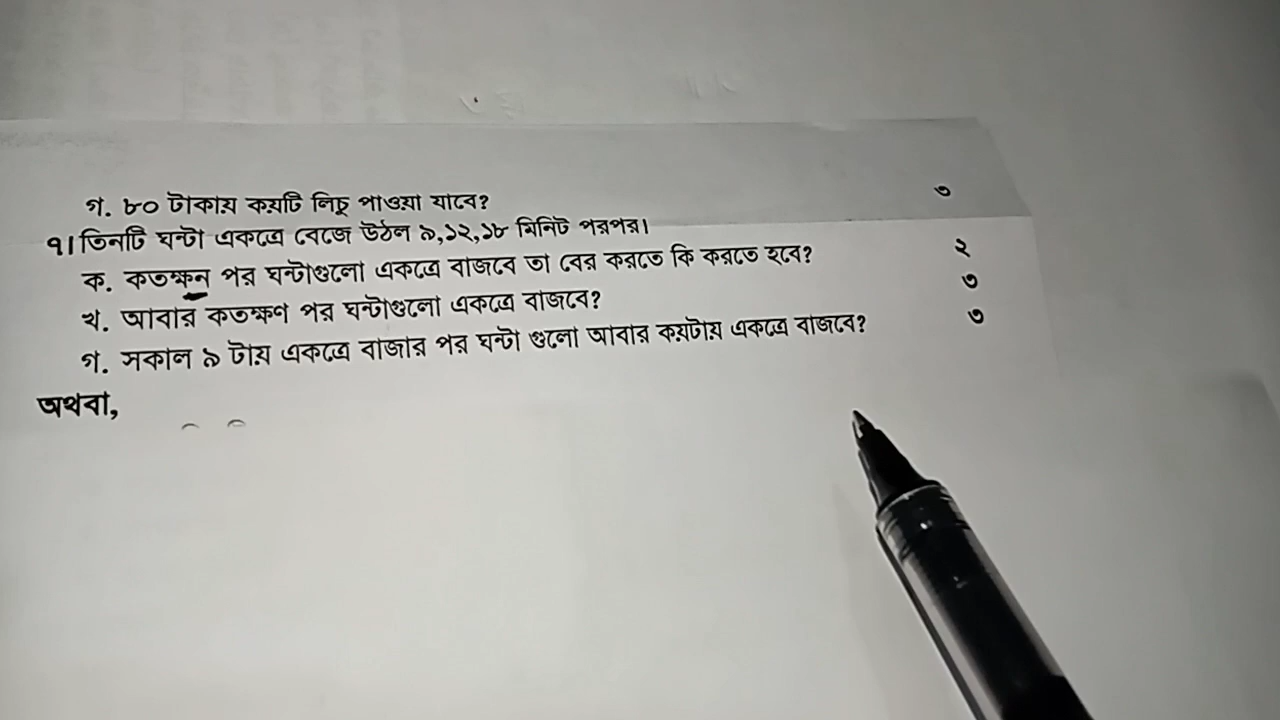 গ. ৮০ টাকায় কয়টি লিচু পাওয়া যাবে? ৩
৭। তিনটি ঘন্টা একত্রে বেজে উঠল ৯,১২,১৮ মিনিট পরপর।
ক. কতক্ষন পর ঘন্টাগুলো একত্রে বাজবে তা বের করতে কি করতে হবে? ২
খ. আবার কতক্ষণ পর ঘন্টাগুলো একত্রে বাজবে? ৩
গ. সকাল ৯ টায় একত্রে বাজার পর ঘন্টা গুলো আবার কয়টায় একত্রে বাজবে? ৩
অথবা,